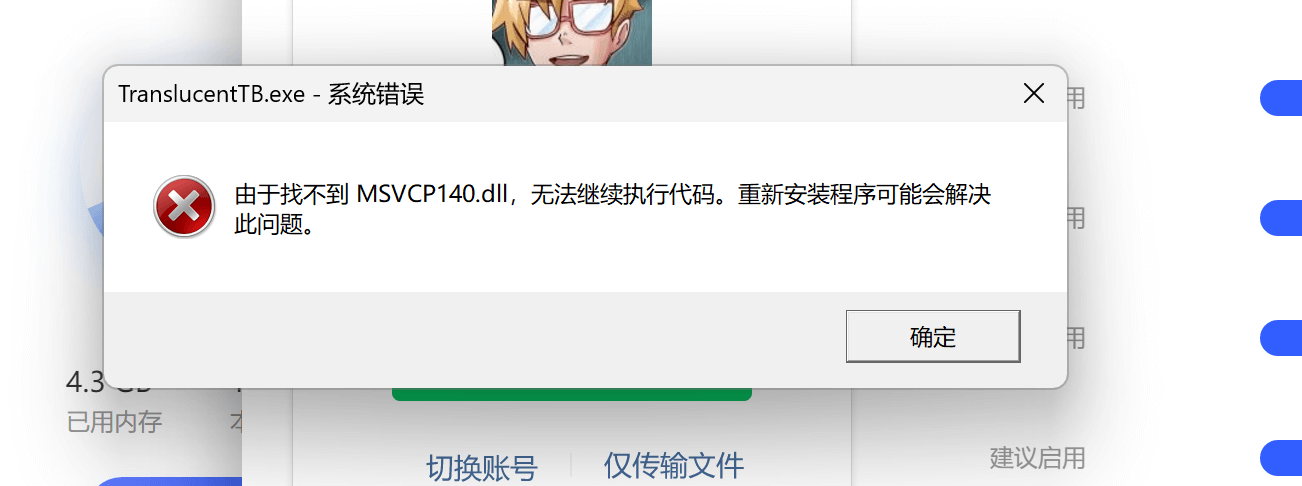 TranslucentTB.exe - 系统错误
用
由于找不到 MSVCP140.dll，无法继续执行代码。重新安装程序可能会解决
此问题。
用
确定
用
4.3
已用内存
切换账号
仅传输文件
建议启用